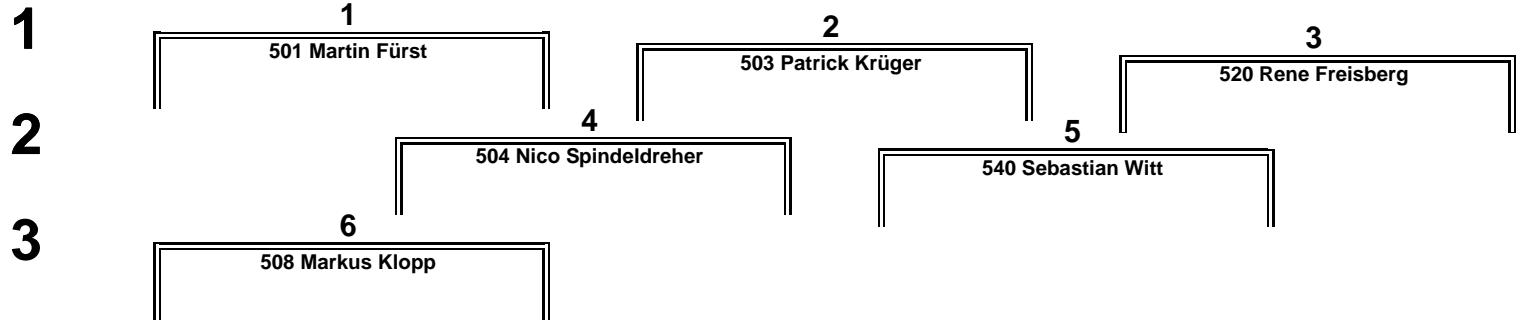 1
1
2
3
501 Martin Fürst
503 Patrick Krüger
520 Rene Freisberg
2
4
5
504 Nico Spindeldreher
540 Sebastian Witt
3
6
508 Markus Klopp